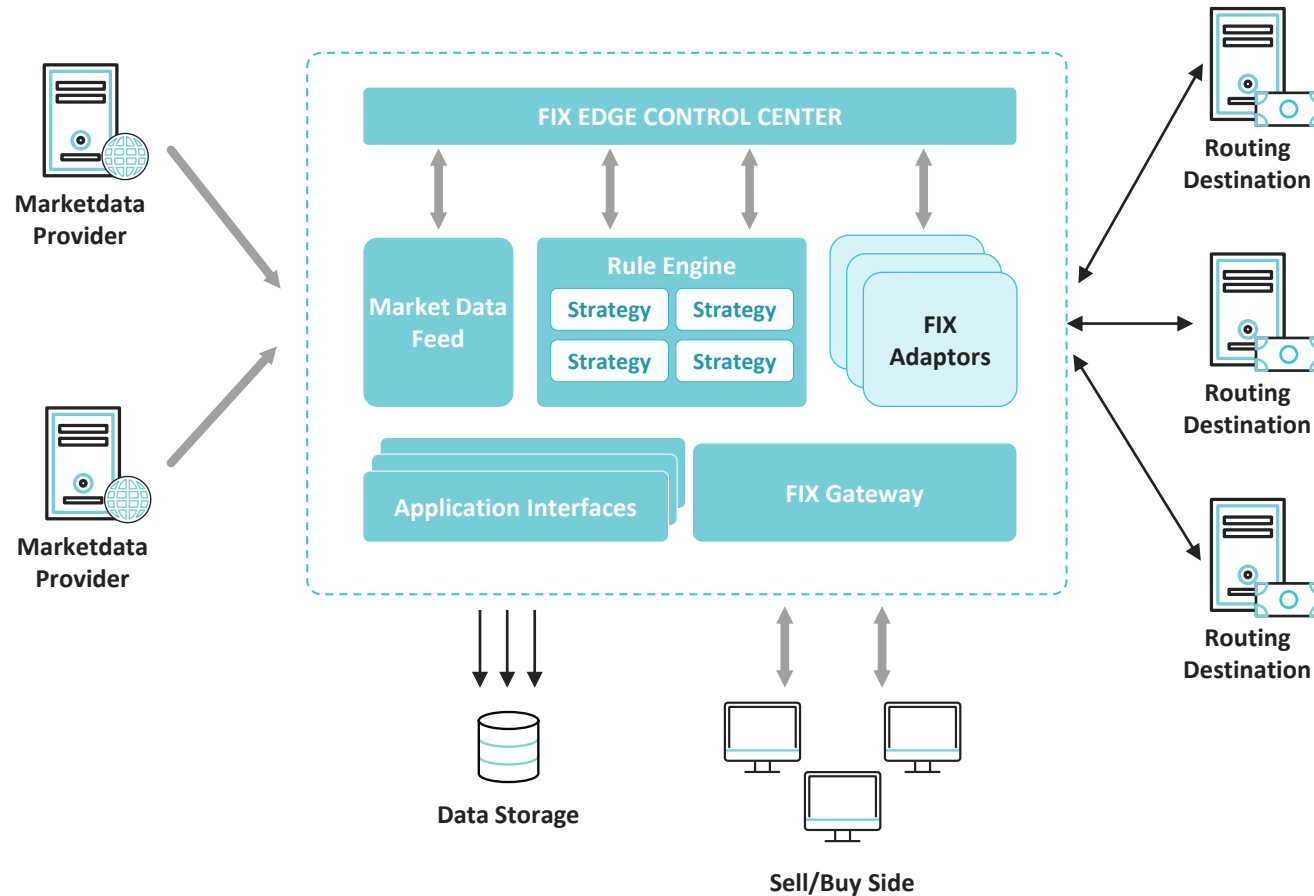 FIX EDGE CONTROL CENTER
Marketdata
Provider
Marketdata
Provider
Market Data
Feed
Rule Engine
Strategy
Strategy
Strategy
Strategy
FIX
Adaptors
Application Interfaces
FIX Gateway
Routing
Destination
Routing
Destination
Routing
Destination
Data Storage
Sell/Buy Side